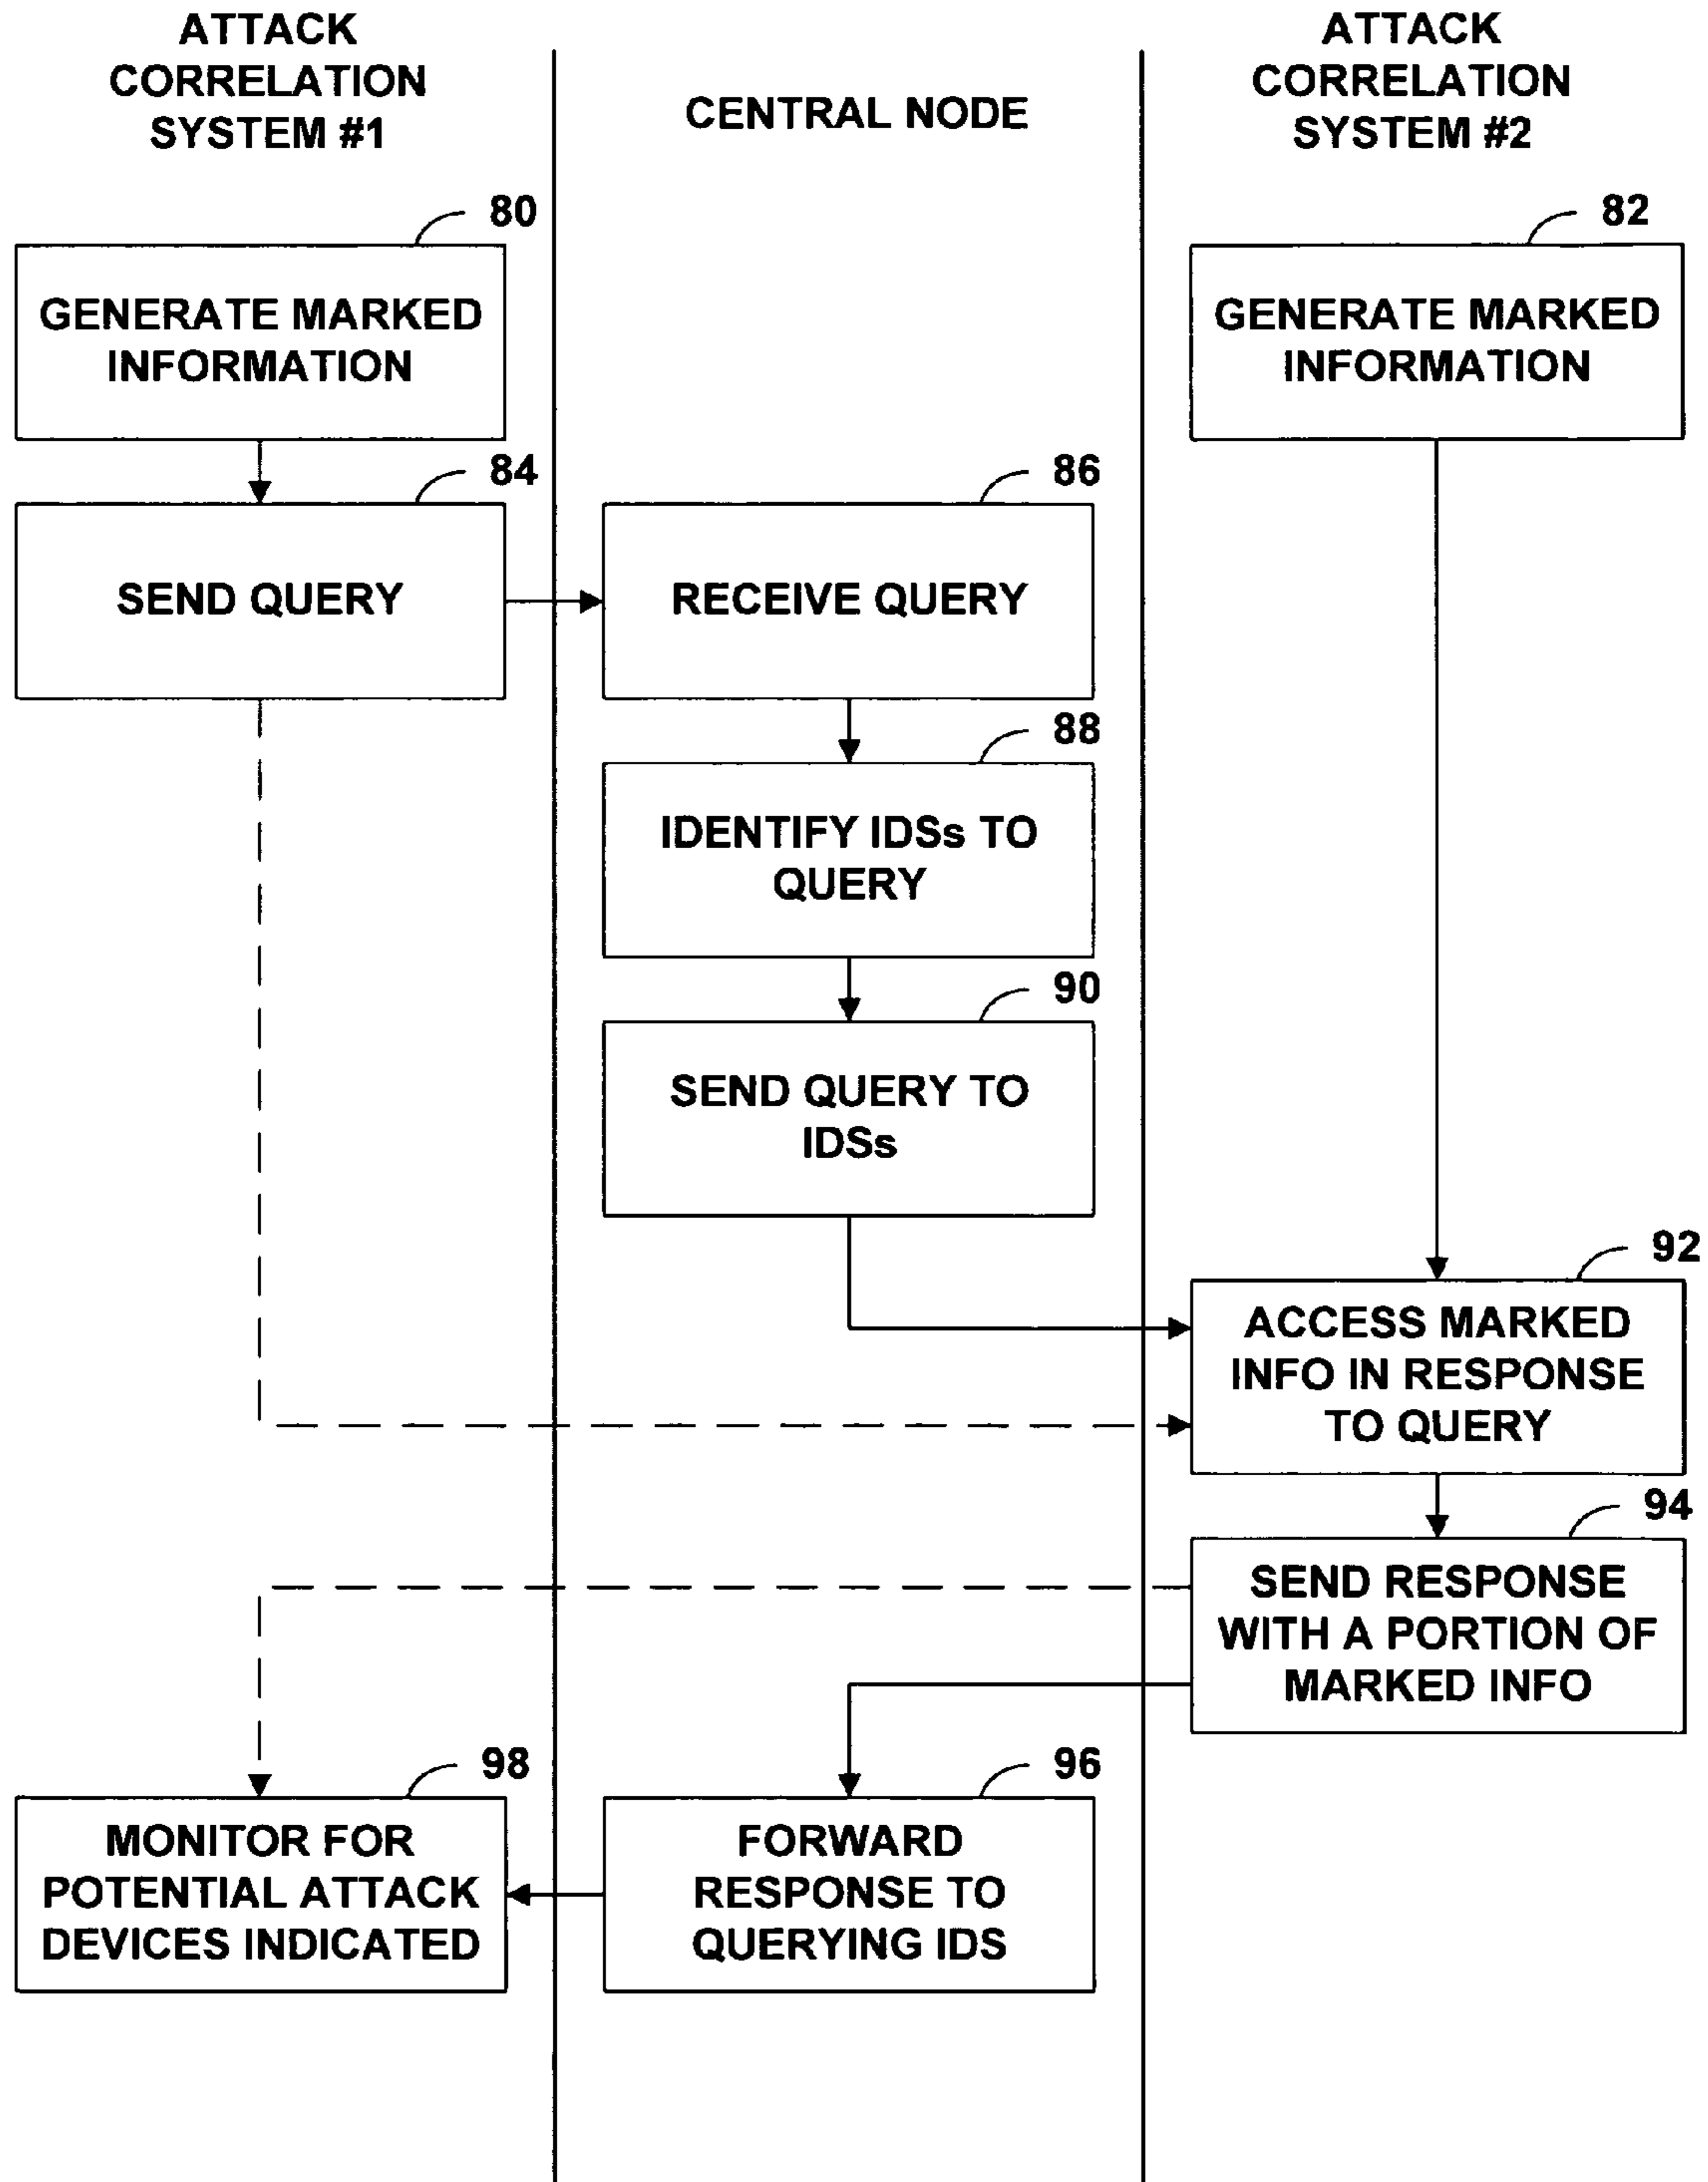 ATTACK
CORRELATION
SYSTEM #1
CENTRAL NODE
ATTACK
CORRELATION
SYSTEM #2
80
GENERATE MARKED
INFORMATION
82
GENERATE MARKED
INFORMATION
84
SEND QUERY
86
RECEIVE QUERY
88
IDENTIFY IDSs TO
QUERY
90
SEND QUERY TO
IDSs
92
ACCESS MARKED
INFO IN RESPONSE
TO QUERY
94
SEND RESPONSE
WITH A PORTION OF
MARKED INFO
98
MONITOR FOR
POTENTIAL ATTACK
DEVICES INDICATED
96
FORWARD
RESPONSE TO
QUERYING IDS